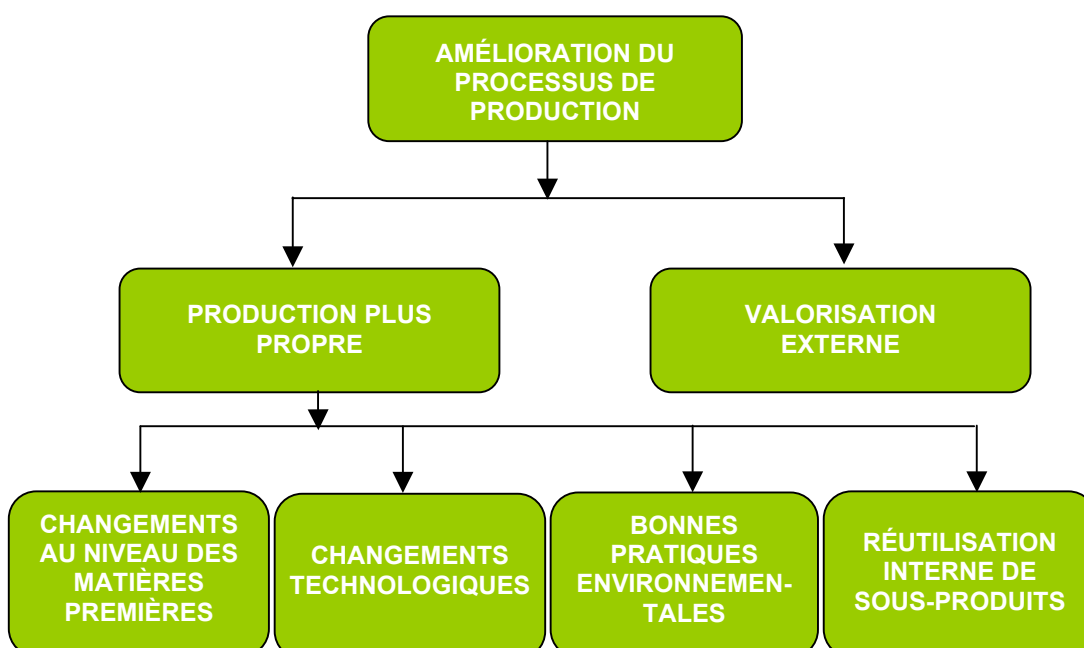 AMÉLIORATION DU
PROCESSUS DE
PRODUCTION
PRODUCTION PLUS
PROPRE
VALORISATION
EXTERNE
CHANGEMENTS
AU NIVEAU DES
MATIÈRES
PREMIÈRES
CHANGEMENTS
TECHNOLOGIQUES
BONNES
PRATIQUES
ENVIRONNEMEN-
TALES
RÉUTILISATION
INTERNE DE
SOUS-PRODUITS